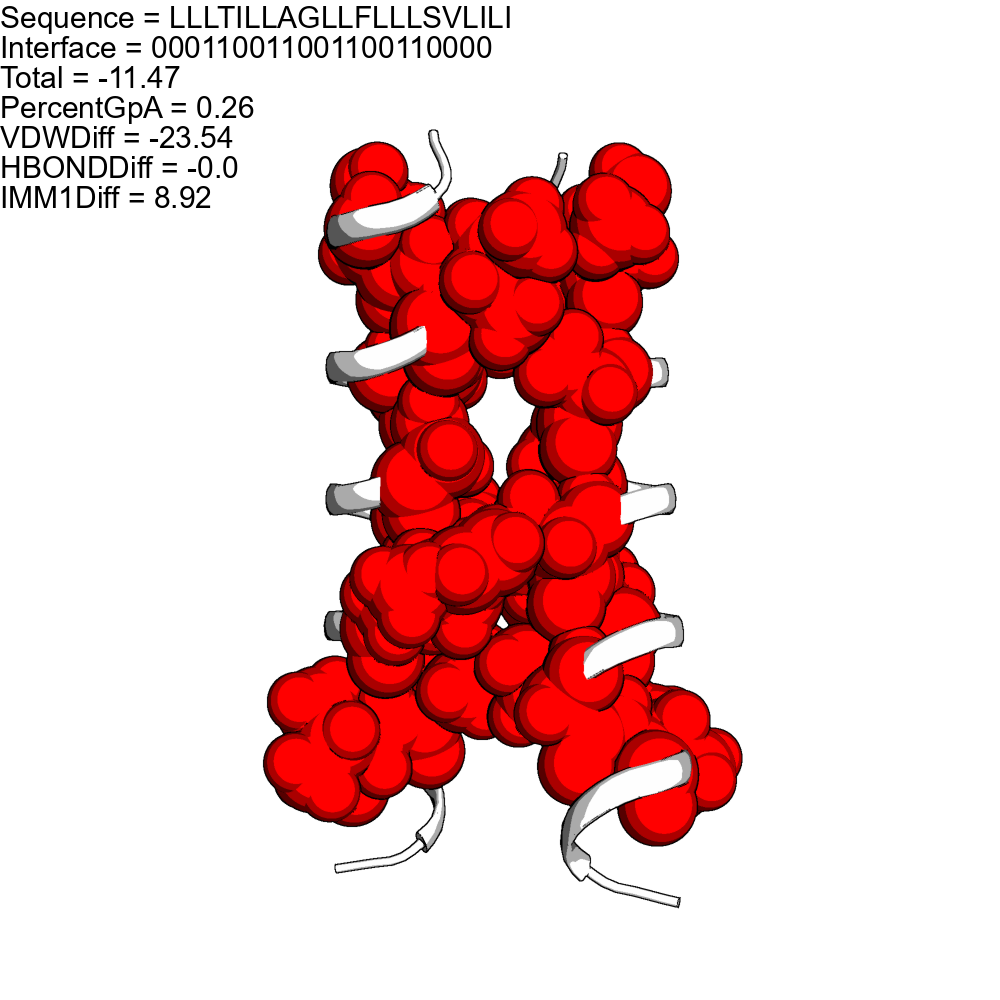 Sequence = LLLTILLAGLLFLLLSVLILI
Interface = 000110011001100110000
Total = -11.47
PercentGpA = 0.26
VDWDiff = -23.54
HBONDDiff = -0.0
IMM1Diff = 8.92